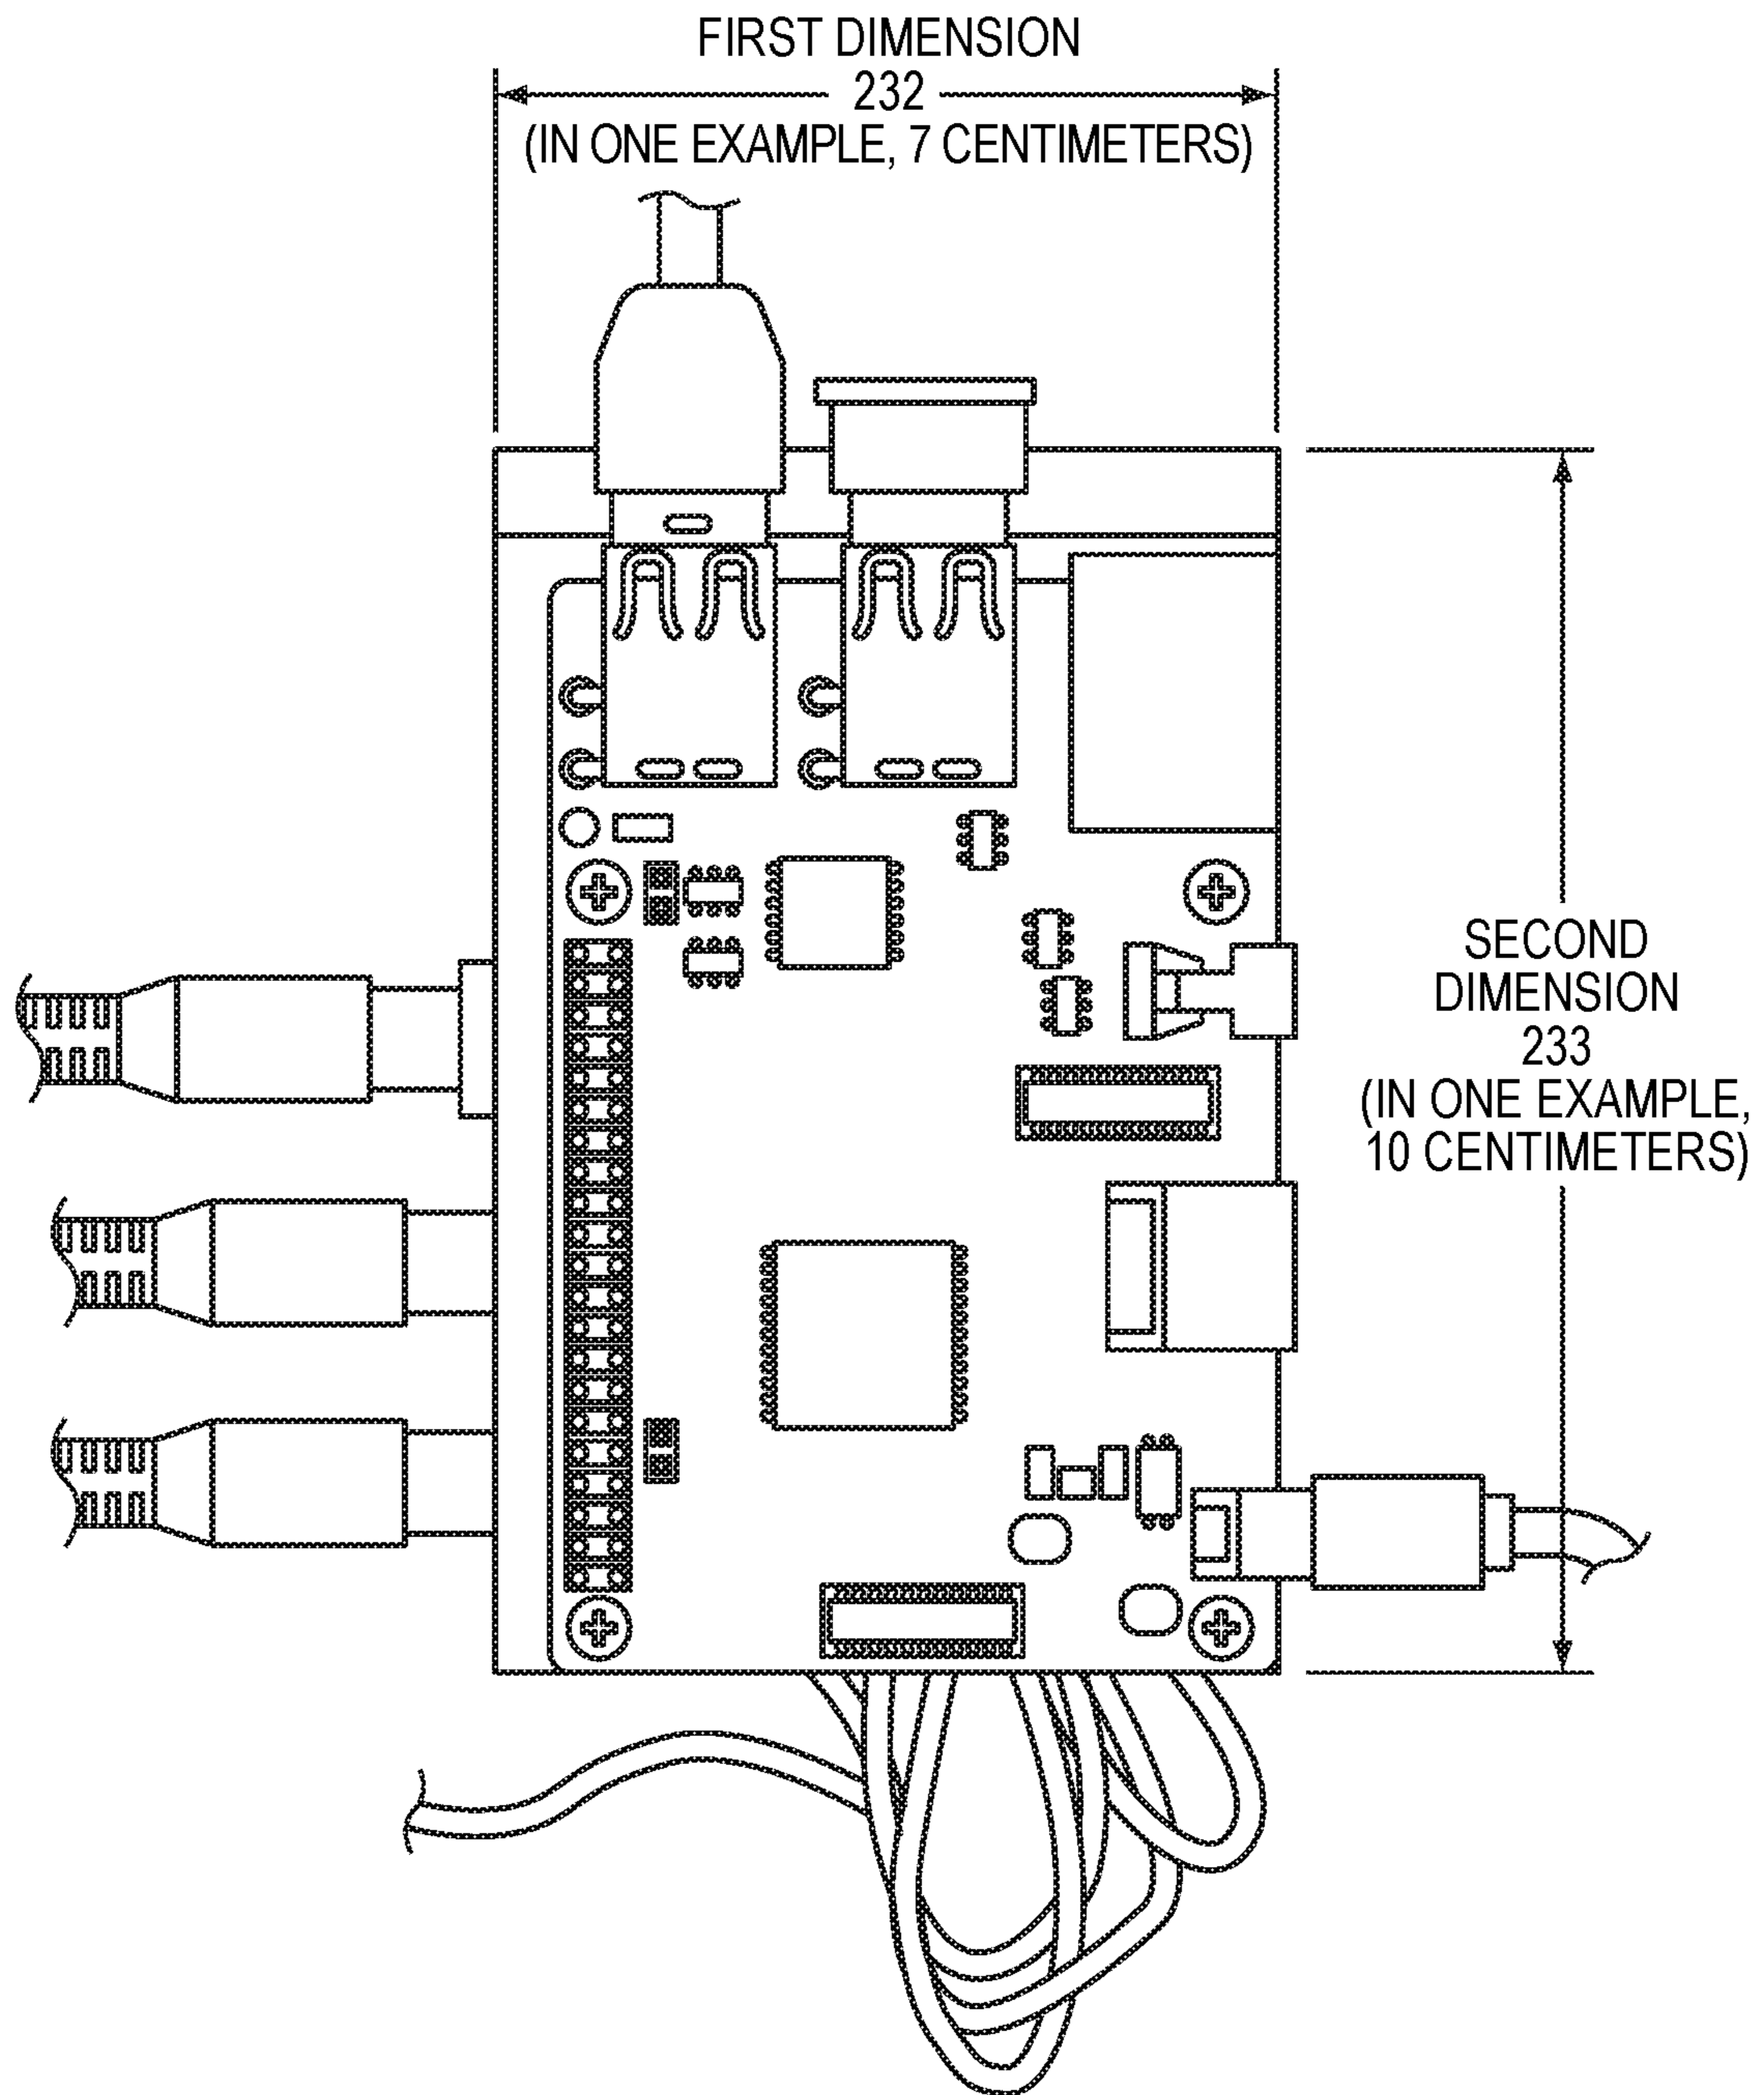 FIRST DIMENSION
232
(IN ONE EXAMPLE, 7 CENTIMETERS)
SECOND
DIMENSION
233
(IN ONE EXAMPLE,
10 CENTIMETERS)